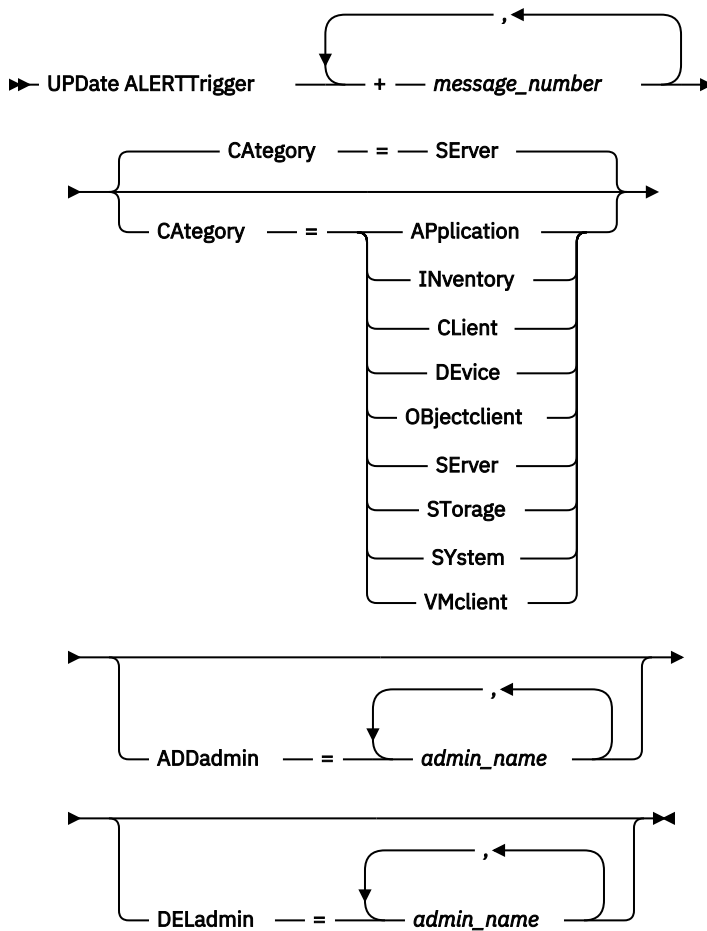 ,
UPDate ALERTTrigger + message_number
CAtegory = SErver
CAtegory = APplication
INventory
CLient
DEvice
OBjectclient
SErver
STorage
SYstem
VMclient
,
ADDadmin = admin_name
,
DELadmin = admin_name